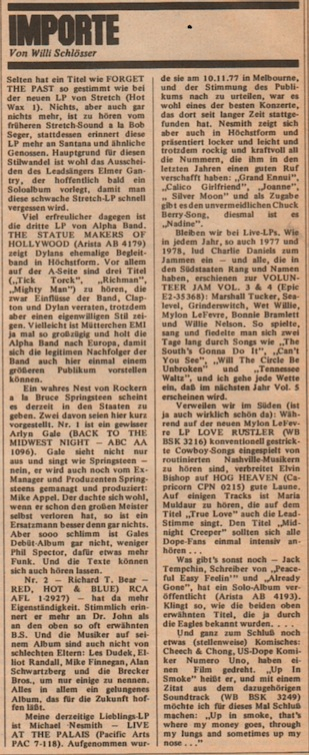 IMPORTE
Von Willi Schlösser
Selten hat ein Titel wie FORGET
THE PAST so gestimmt wie bei
der neuen LP von Stretch (Hot
Wax 1). Nichts, aber auch gar
nichts mehr, ist zu hören vom
früheren Stretch-Sound a la Bob
Seger, stattdessen erinnert diese
LP mehr an Santana und ähnliche
Genossen. Hauptgrund für diesen
Stilwandel ist wohl das Ausschei-
den des Leadsängers Elmer Gan-
try, der hoffentlich bald ein
Soloalbum vorlegt, damit man
diese schwache Stretch-LP schnell
vergessen wird.
Viel erfreulicher dagegen ist
die dritte LP von Alpha Band.
THE STATUE MAKERS OF
HOLLYWOOD (Arista AB 4179)
zeigt Dylans ehemalige Begleit-
band in Höchstform. Vor allem
auf der A-Seite sind drei Titel
(„Tick Torck", „Richman",
„Mighty Man") zu hören, die
zwar Einflüsse der Band, Clap-
ton und Dylan verraten, trotzdem
aber einen eigenwilligen Stil zei-
gen. Vielleicht ist Mütterchen EMI
ja mal so großzügig und holt die
Alpha Band nach Europa, damit
sich die legitimen Nachfolger der
Band auch hier einmal einem
größeren Publikum vorstellen
können.
Ein wahres Nest von Rockern
a la Bruce Springsteen scheint
es derzeit in den Staaten zu
geben. Zwei davon seien hier kurz
vorgestellt. Nr. 1 ist ein gewisser
Arlyn Gale (BACK TO THE
MIDWEST NIGHT – ABC AA
1096). Gale sieht nicht nur
aus und singt wie Springsteen –
nein, er wird auch noch vom Ex-
Manager und Produzenten Spring-
steens gemanagt und produziert:
Mike Appel. Der dachte sich wohl,
wenn er schon den großen Meister
selbst verloren hat, so ist ein
Ersatzmann besser denn gar nichts.
Aber sooo schlimm ist Gales
Debüt-Album gar nicht, weniger
Phil Spector, dafür etwas mehr
Funk. Und die Texte können
sich auch hören lassen.
Nr. 2 – Richard T. Bear –
RED, HOT & BLUE) RCA
AFL 1-2927) – hat da mehr
Eigenständigkeit. Stimmlich erin-
nert er mehr an Dr. John als
an den oben so oft erwähnten
B.S. Und die Musiker auf sei-
nem Album sind auch nicht von
schlechten Eltern: Les Dudek, El-
liot Randall, Mike Finnegan, Alan
Schwartzberg und die Brecker
Bros., um nur einige zu nennen.
Alles in allem ein gelungenes
Album, das für die Zukunft hof-
fen läßt.
Meine derzeitige Lieblings-LP
ist Michael Nesmith – LIVE
AT THE PALAIS (Pacific Arts
PAC 7-118). Aufgenommen wur-
de sie am 10.11.77 in Melbourne,
und der Stimmung des Publi-
kums nach zu urteilen, war es
wohl eines der besten Konzerte,
das dort seit langer Zeit stattge-
funden hat. Nesmith zeigt sich
aber auch in Höchstform und
präsentiert locker und leicht und
trotzdem rockig und kraftvoll all
die Nummern, die ihm in den
letzten Jahren einen guten Ruf
verschafft haben: „Grand Ennui",
„Calico Girlfriend", „Joanne",
„ Silver Moon" und als Zugabe
gibt es den unvermeidlichen Chuck
Berry-Song, diesmal ist es
„Nadine".
Bleiben wir bei Live-LPs. Wie
in jedem Jahr, so auch 1977 und
1978, lud Charlie Daniels zum
Jammen ein – und alle, die in
den Südstaaten Rang und Namen
haben, erschienen zur VOLUN-
TEER JAM VOL. 3 & 4 (Epic
E2-35368): Marshall Tucker, Sea-
level, Grinderwitch, Wet Willie,
Mylon LeFevre, Bonnie Bramlett
und Willie Nelson. So spielte,
sang und fiedelte man sich zwei
Tage lang durch Songs wie „The
South's Gonna Do It", „Can't
You See", „Will The Circle Be
Unbroken" und „Tennessee
Waltz", und ich gehe jede Wette
ein, daß im nächsten Jahr Vol. 5
erscheinen wird.
Verweilen wir im Süden (ist
ja auch wirklich schön da): Wäh-
rend auf der neuen Mylon LeFev-
re LP LOVE RUSTLER (WB
BSK 3216) konventionell gestrick-
te Cowboy-Songs eingespielt von
routinierten Nashville-Musikern
zu hören sind, verbreitet Elvin
Bishop auf HOG HEAVEN (Ca-
pricorn CPN 0215) gute Laune.
Auf einigen Tracks ist Maria
Muldaur zu hören, die auf dem
Titel „True Love" auch die Lead-
Stimme singt. Den Titel „Mid-
night Creeper" sollten sich alle
Dope-Fans einmal intensiv an-
hören . . .
Was gibt's sonst noch – Jack
Tempchin, Schreiber von „Peace-
ful Easy Feelin'" und „Already
Gone", hat ein Solo-Album ver-
öffentlicht (Arista AB 4193).
Klingt so, wie die beiden oben
erwähnten Titel, die ja durch
die Eagles bekannt wurden. . . .
Und ganz zum Schluß noch
etwas (stellenweise) Komisches:
Cheech & Chong, US-Dope Komi-
ker Numero Uno, haben ei-
nen Film gedreht. „Up In
Smoke" heißt er, und mit einem
Zitat aus dem dazugehörigen
Soundtrack (WB BSK 3249)
möchte ich für dieses Mal Schluß
machen: „Up in smoke, that's
where my money goes, through
my lungs and sometimes up my
nose . . ."